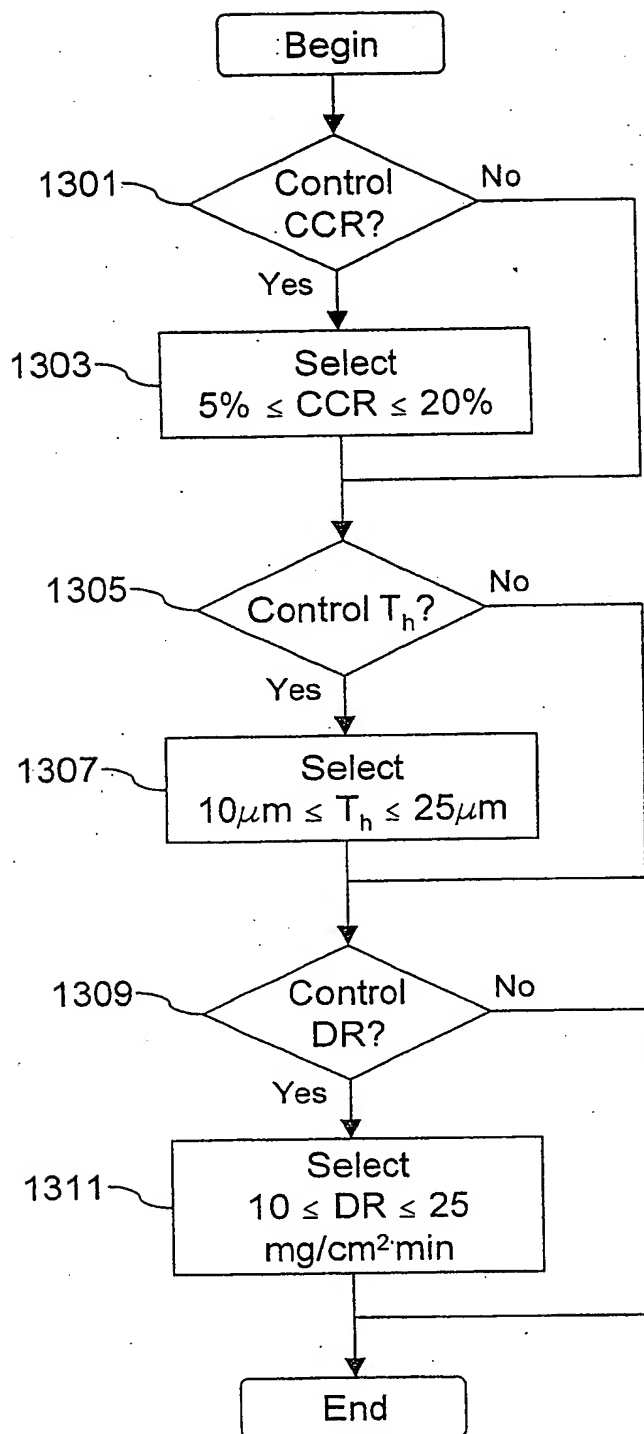 Begin
1301
Control
CCR?
No
Yes
1303
Select
5% ≤ CCR ≤ 20%
1305
Control T_h?
No
Yes
1307
Select
10μm ≤ T_h ≤ 25μm
1309
Control
DR?
No
Yes
1311
Select
10 ≤ DR ≤ 25
mg/cm²·min
End